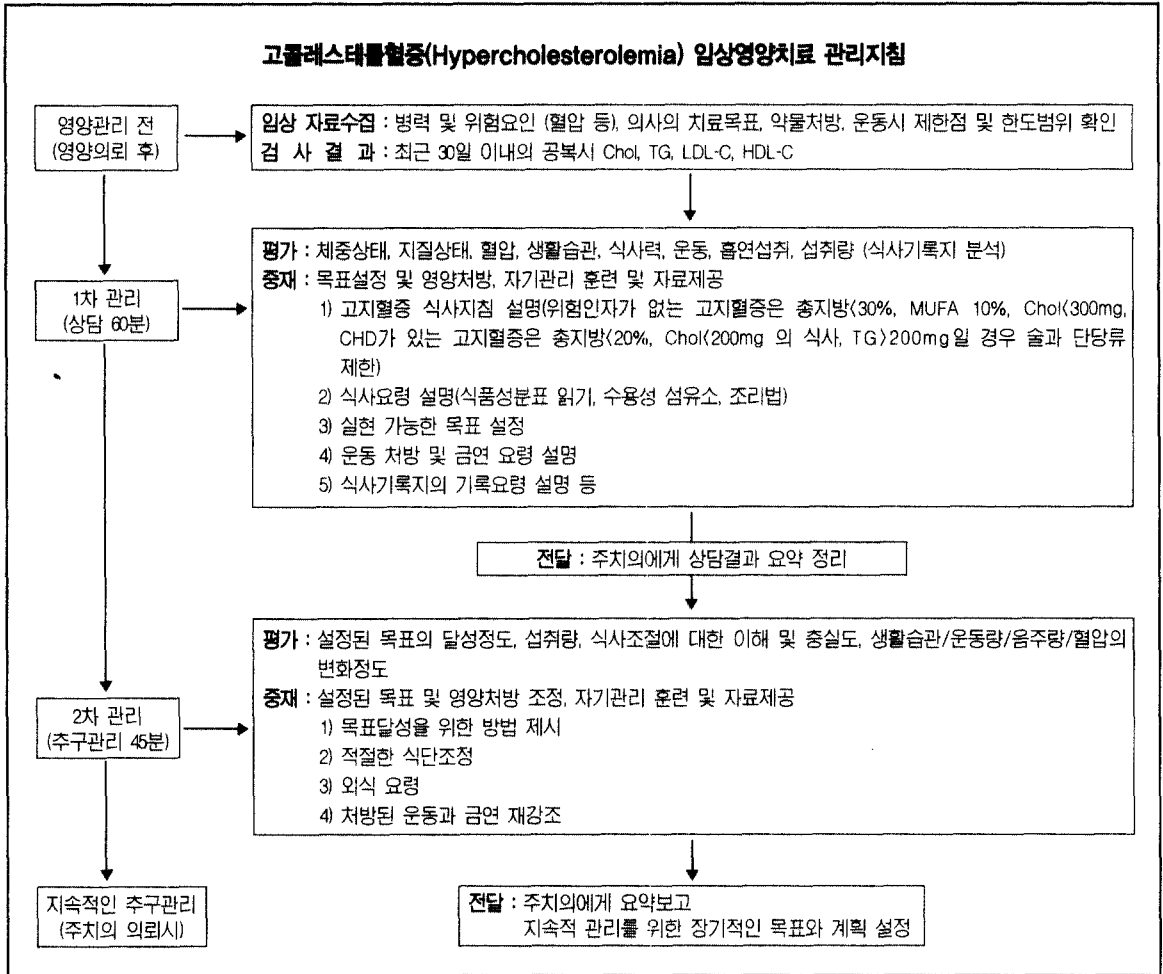 고콜레스테롤혈증(Hypercholesterolemia) 임상영양치료 관리지침
영양관리 전
(영양의뢰 후)
임상 자료수집 : 병력 및 위험요인 (혈압 등), 의사의 치료목표, 약물처방, 운동시 제한점 및 한도범위 확인
검 사 결 과 : 최근 30일 이내의 공복시 Chol, TG, LDL-C, HDL-C
1차 관리
(상담 60분)
평가 : 체중상태, 지질상태, 혈압, 생활습관, 식사력, 운동, 흡연섭취, 섭취량 (식사기록지 분석)
중재 : 목표설정 및 영양처방, 자기관리 훈련 및 자료제공
1) 고지혈증 식사지침 설명(위험인자가 없는 고지혈증은 총지방<30%, MUFA 10%, Chol<300mg,
CHD가 있는 고지혈증은 총지방<20%, Chol<200mg 의 식사, TG>200mg일 경우 술과 단당류
제한)
2) 식사요령 설명(식품성분표 읽기, 수용성 섬유소, 조리법)
3) 실현 가능한 목표 설정
4) 운동 처방 및 금연 요령 설명
5) 식사기록지의 기록요령 설명 등
전달 : 주치의에게 상담결과 요약 정리
2차 관리
(추구관리 45분)
평가 : 설정된 목표의 달성정도, 섭취량, 식사조절에 대한 이해 및 충실도, 생활습관/운동량/음주량/혈압의
변화정도
중재 : 설정된 목표 및 영양처방 조정, 자기관리 훈련 및 자료제공
1) 목표달성을 위한 방법 제시
2) 적절한 식단조정
3) 외식 요령
4) 처방된 운동과 금연 재강조
지속적인 추구관리
(주치의 의뢰시)
전달 : 주치의에게 요약보고
지속적 관리를 위한 장기적인 목표와 계획 설정